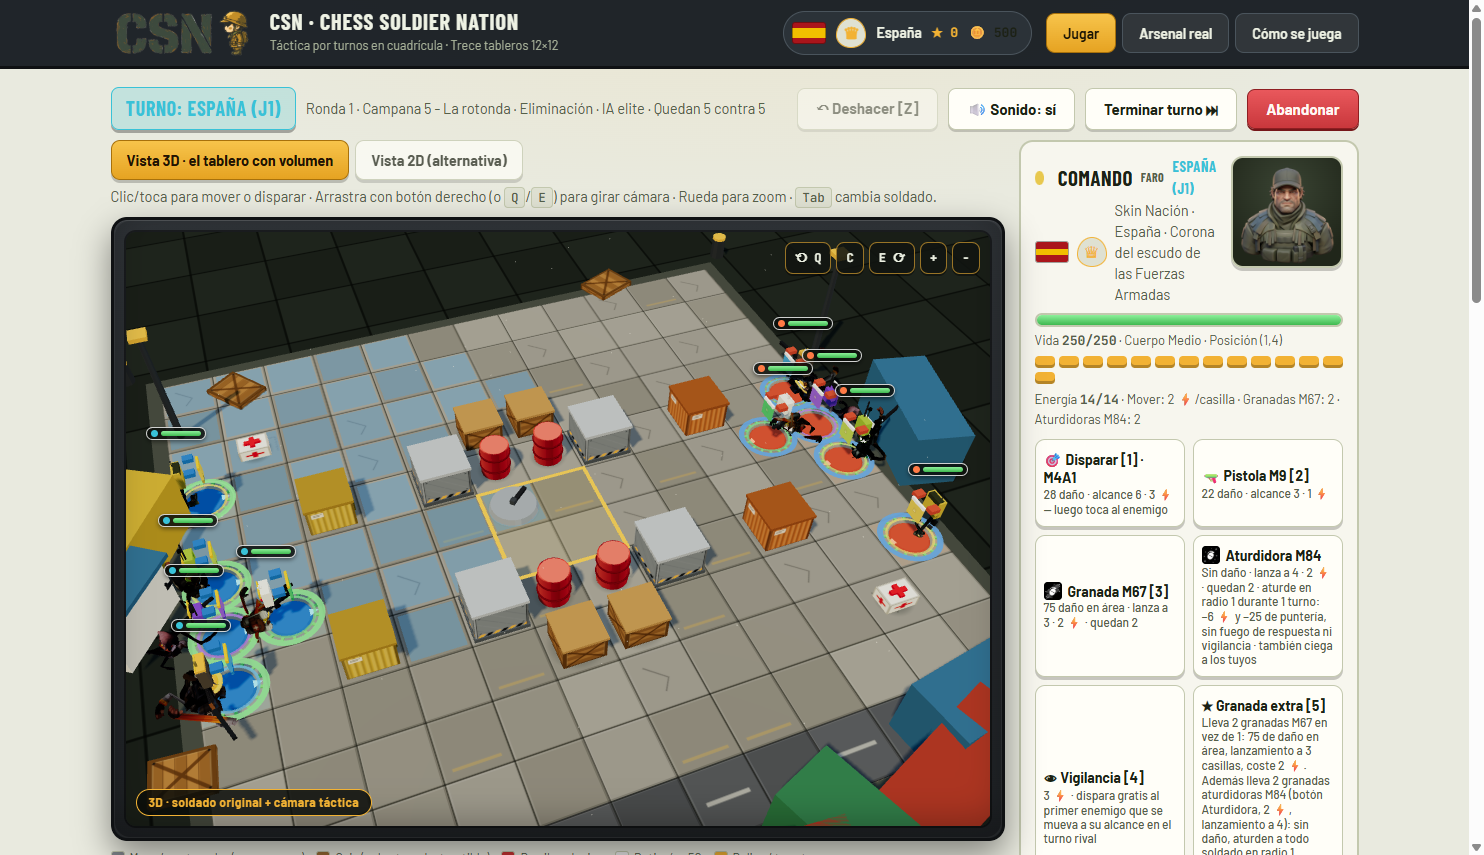 CSN
CSN · CHESS SOLDIER NATION
Táctica por turnos en cuadrícula · Trece tableros 12×12
España ★ 0 500
Jugar
Arsenal real
Cómo se juega
TURNO: ESPAÑA (J1)
Ronda 1 · Campana 5 - La rotonda · Eliminación · IA elite · Quedan 5 contra 5
Deshacer [Z]
Sonido: sí
Terminar turno
Abandonar
Vista 3D · el tablero con volumen
Vista 2D (alternativa)
Clic/toca para mover o disparar · Arrastra con botón derecho (o Q / E ) para girar cámara · Rueda para zoom · Tab cambia soldado.
Q
C
E
+
-
3D · soldado original + cámara táctica
COMANDO FARO ESPAÑA (J1)
Skin Nación ·
España · Corona
del escudo de
las Fuerzas
Armadas
Vida 250/250 · Cuerpo Medio · Posición (1,4)
Energía 14/14 · Mover: 2 /casilla · Granadas M67: 2 ·
Aturdidoras M84: 2
Disparar [1] ·
M4A1
28 daño · alcance 6 · 3
— luego toca al enemigo
Pistola M9 [2]
22 daño · alcance 3 · 1
Granada M67 [3]
75 daño en área · lanza a
3 · 2 · quedan 2
Aturdidora M84
Sin daño · lanza a 4 · 2
· quedan 2 · aturde en
radio 1 durante 1 turno:
−6 y −25 de puntería,
sin fuego de respuesta ni
vigilancia · también ciega
a los tuyos
Vigilancia [4]
3 · dispara gratis al
primer enemigo que se
mueva a su alcance en el
turno rival
★ Granada extra [5]
Lleva 2 granadas M67 en
vez de 1: 75 de daño en
área, lanzamiento a 3
casillas, coste 2 .
Además lleva 2 granadas
aturdidoras M84 (botón
Aturdidora, 2 ,
lanzamiento a 4): sin
daño, aturden a todo
soldado en radio 1